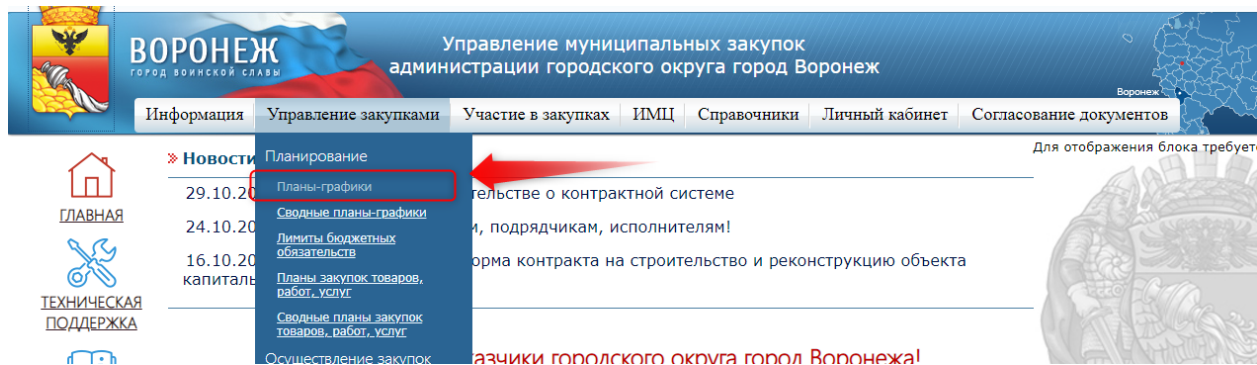 ВОРОНЕЖ
ГОРОД ВОИНСКОЙ СЛАВЫ
Управление муниципальных закупок
администрации городского округа город Воронеж
Воронеж
Информация Управление закупками Участие в закупках ИМЦ Справочники Личный кабинет Согласование документов
Для отображения блока требует
ГЛАВНАЯ
ТЕХНИЧЕСКАЯ
ПОДДЕРЖКА
Новости
29.10.20 тельстве о контрактной системе
24.10.20 м, подрядчикам, исполнителям!
16.10.20 орма контракта на строительство и реконструкцию объекта
капиталь
Планирование
Планы-графики
Сводные планы-графики
Лимиты бюджетных
обязательств
Планы закупок товаров,
работ, услуг
Сводные планы закупок
товаров, работ, услуг
Осуществление закупок
казчики городского округа город Воронежа!